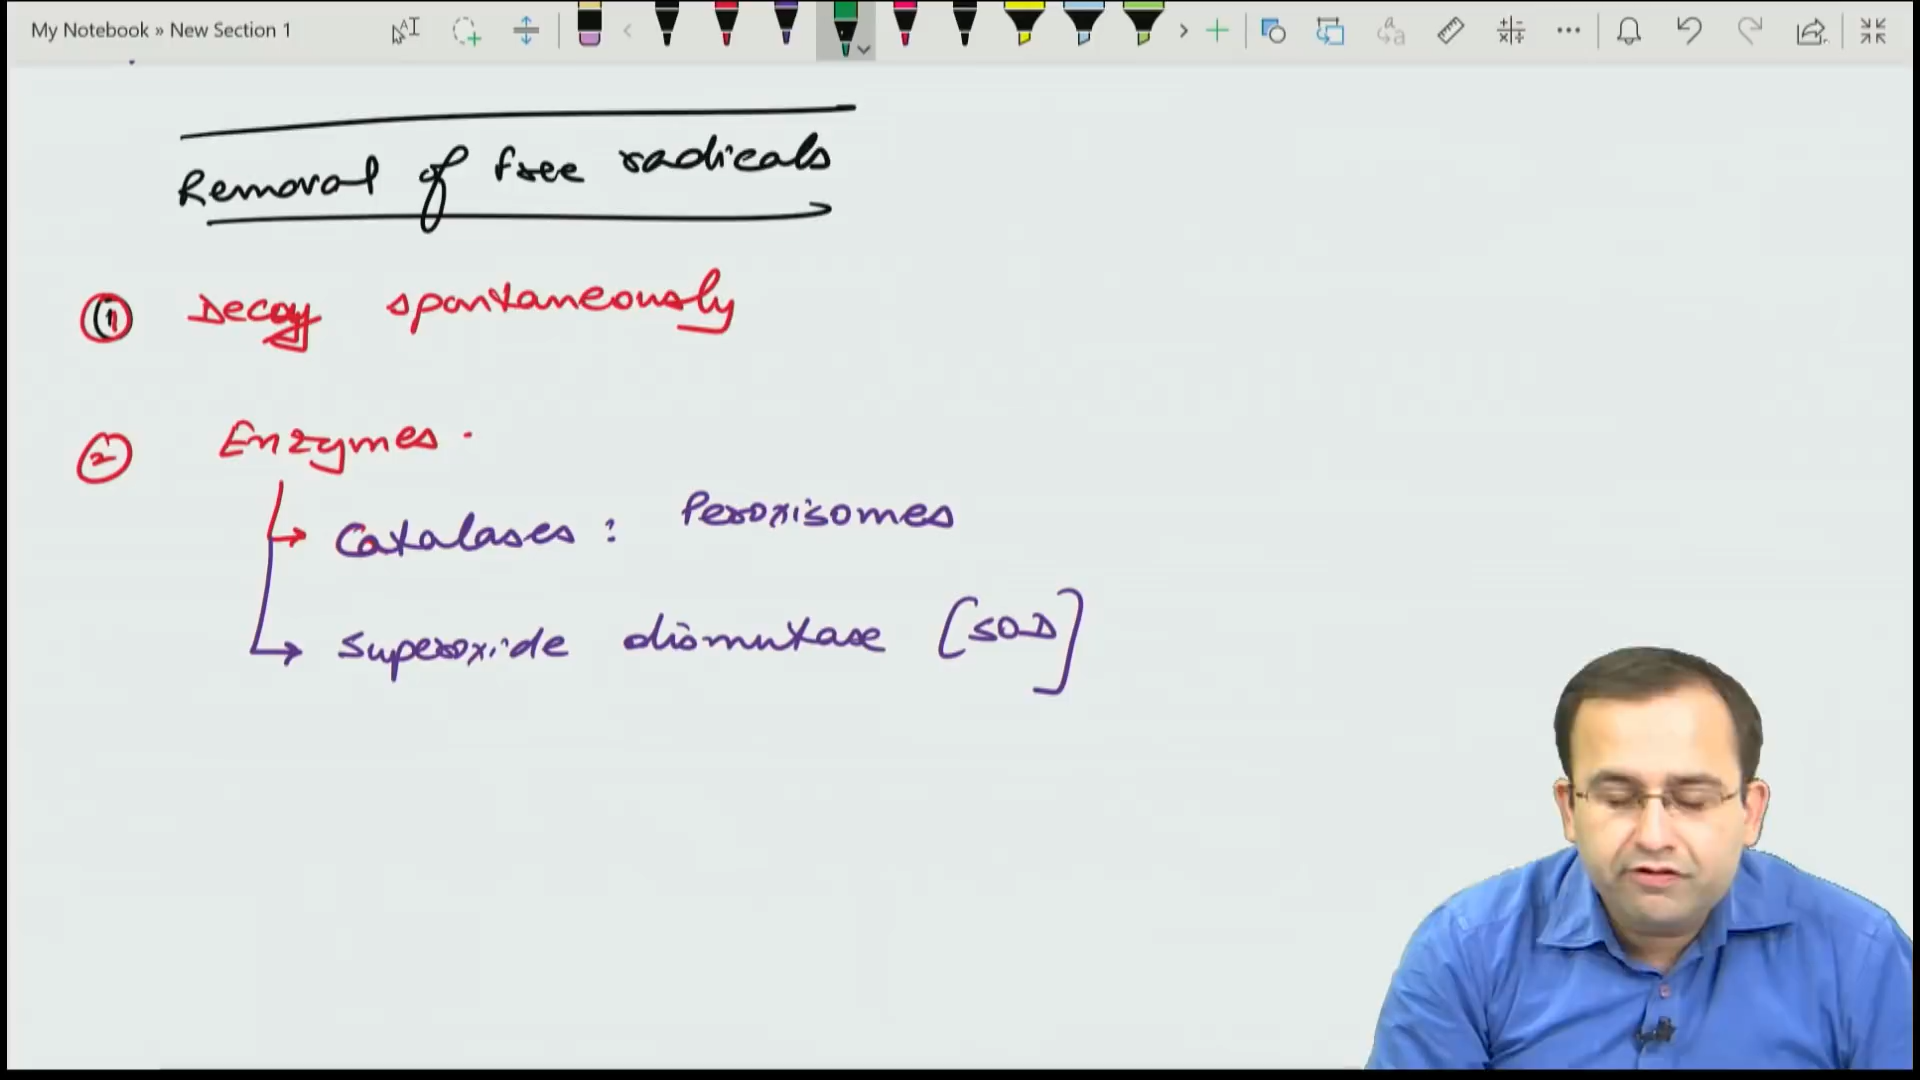 My Notebook » New Section 1
Removal of free radicals
① Decay spontaneously
② Enzymes.
→ Catalases : Peroxisomes
→ Superoxide dismutase [SOD]